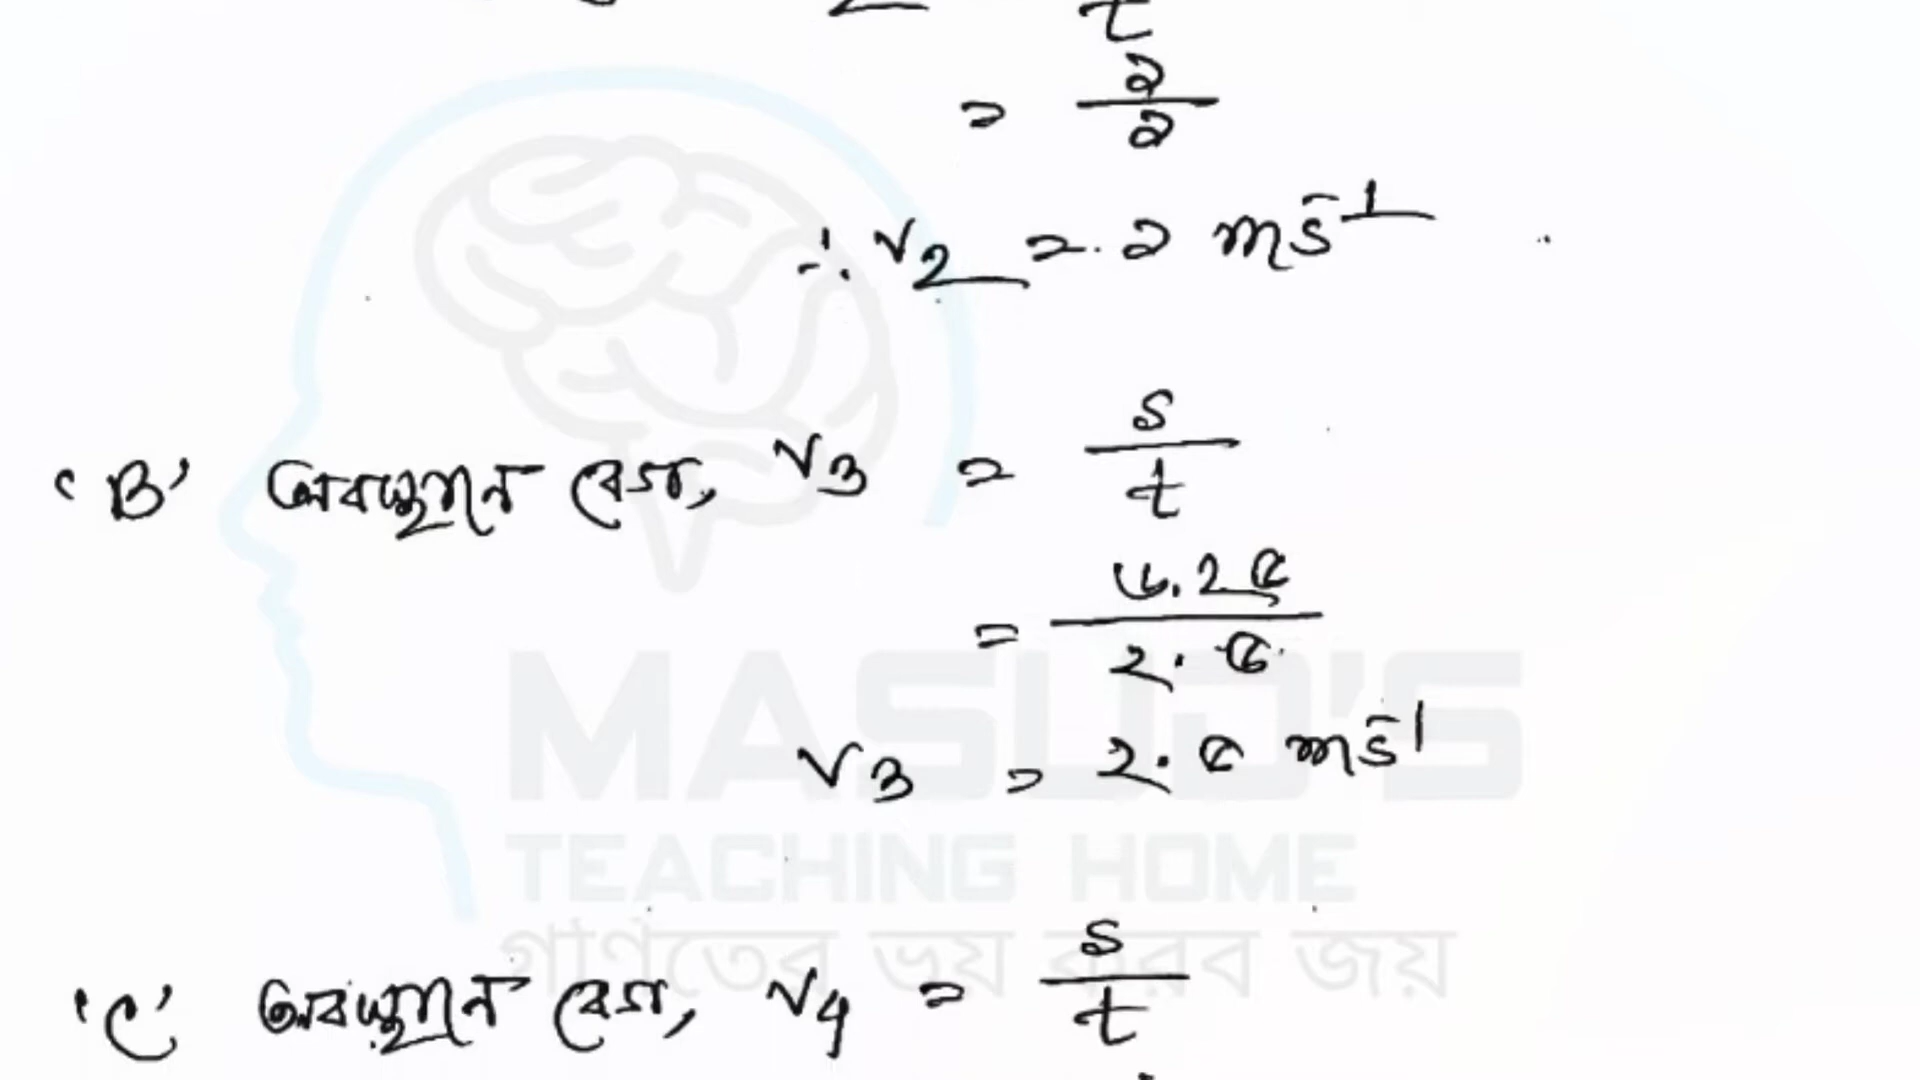 2 t
= ২/২
∴ v2 = ১ mS⁻¹
'B' অবস্থানে বেগ, v3 = s/t
= ৬.২৫/২.৫
v3 = ২.৫ mS⁻¹
MASUD'S
TEACHING HOME
গণিতের ভয় করব জয়
'C' অবস্থানে বেগ, v4 = s/t